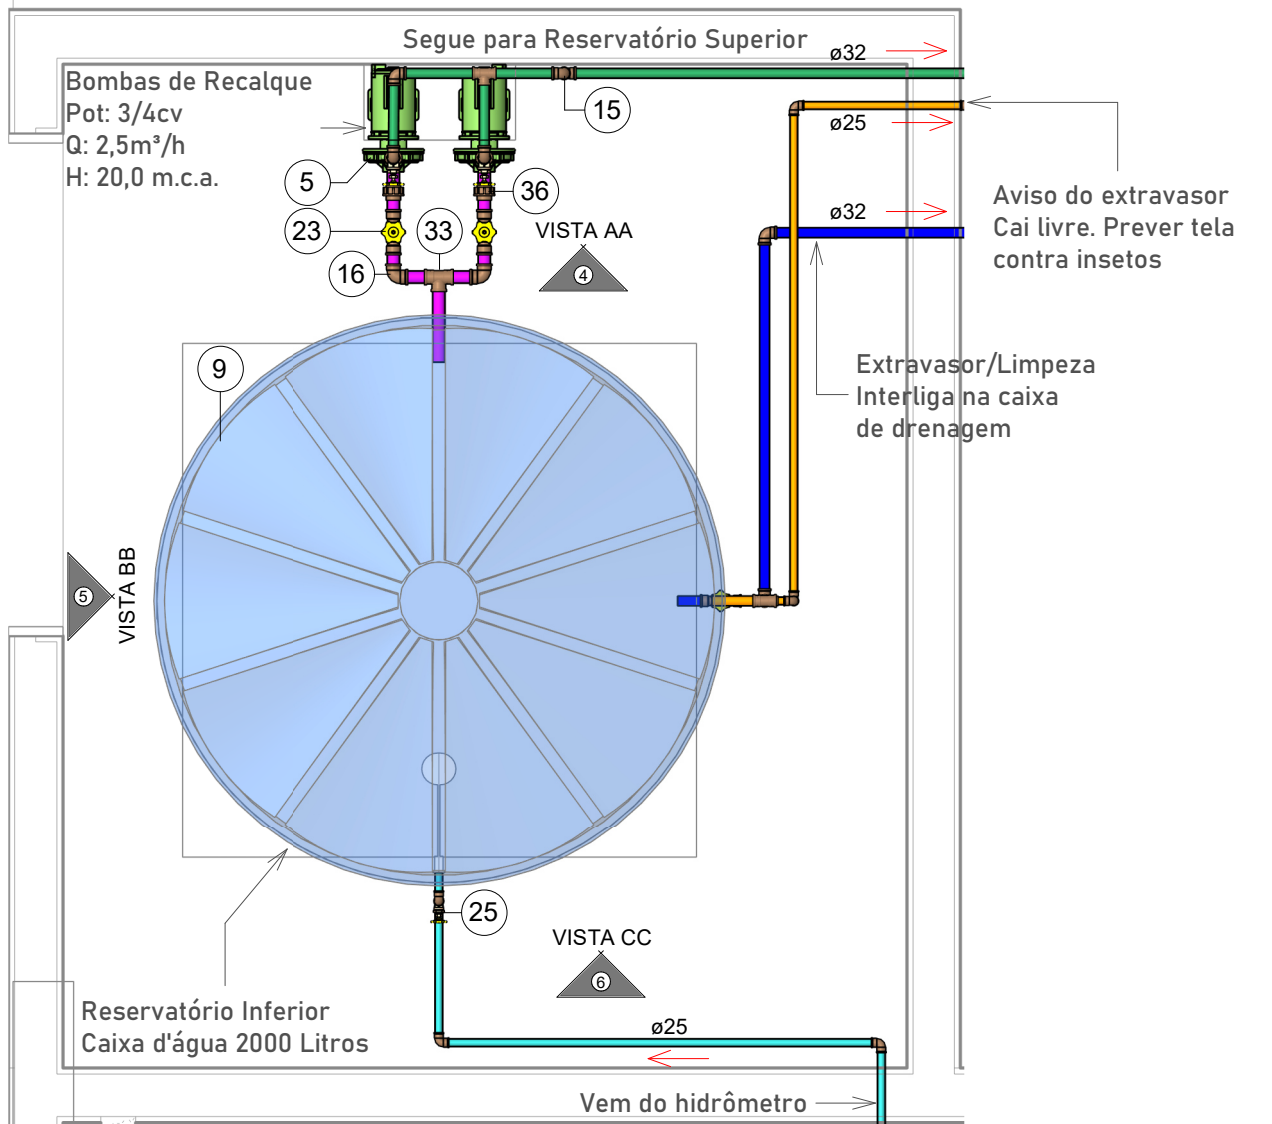 Segue para Reservatório Superior
ø32
Bombas de Recalque
Pot: 3/4cv
Q: 2,5m³/h
H: 20,0 m.c.a.
15
ø25
5
36
Aviso do extravasor
Cai livre. Prever tela
contra insetos
ø32
23
33
VISTA AA
4
16
9
Extravasor/Limpeza
Interliga na caixa
de drenagem
5
VISTA BB
25
VISTA CC
6
Reservatório Inferior
Caixa d'água 2000 Litros
ø25
Vem do hidrômetro